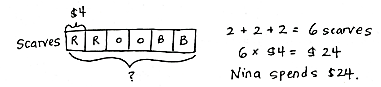 $4
Scarves R R O O B B
?
2 + 2 + 2 = 6 scarves
6 × $4 = $24
Nina spends $24.